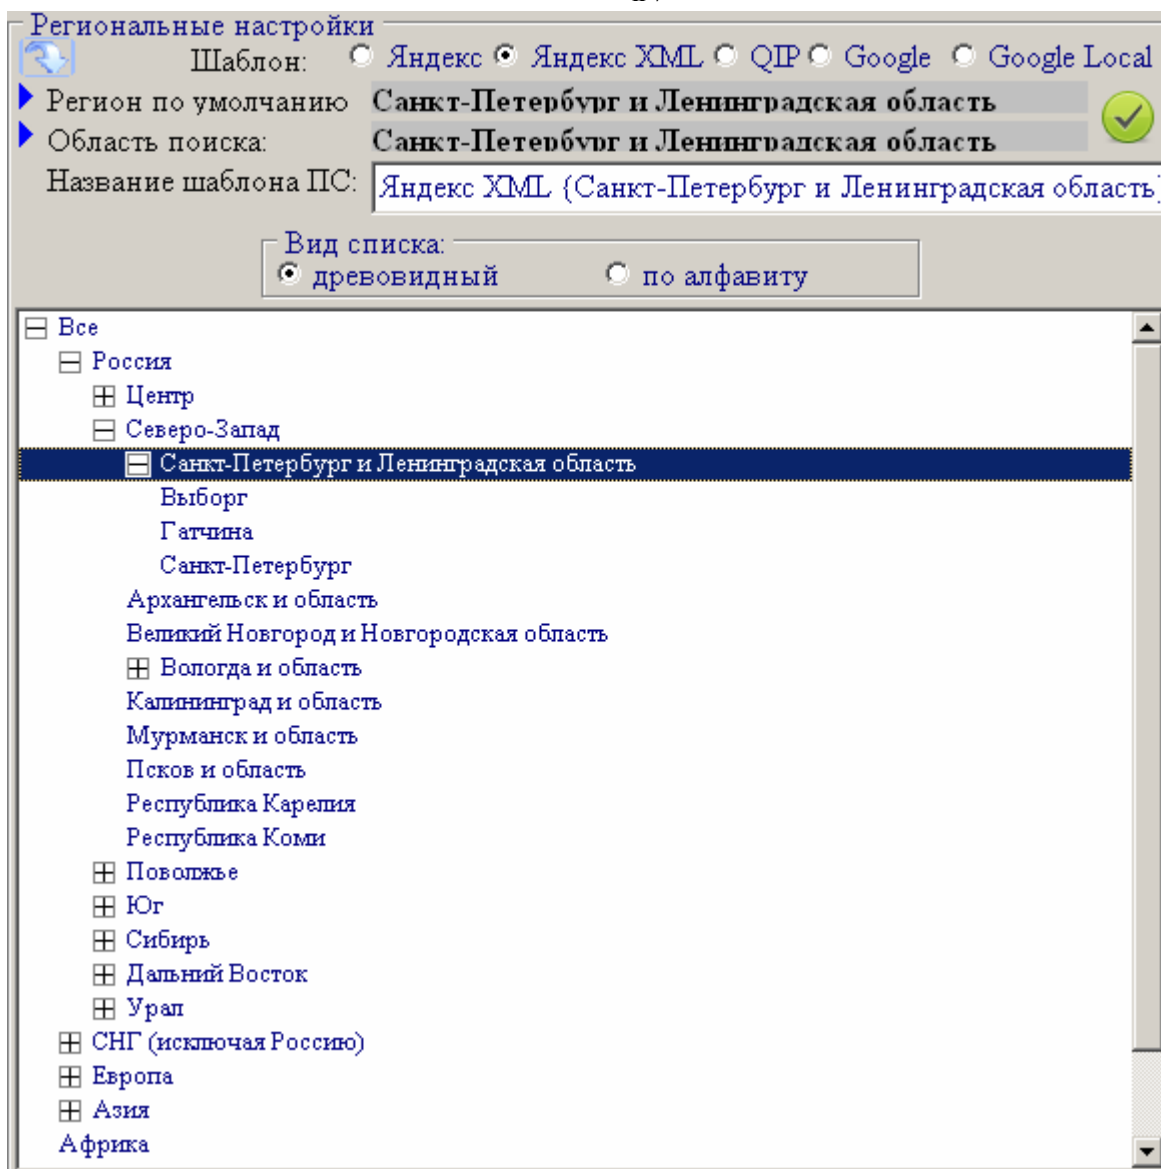 Региональные настройки
Шаблон: Яндекс Яндекс XML QIP Google Google Local
Регион по умолчанию Санкт-Петербург и Ленинградская область
Область поиска: Санкт-Петербург и Ленинградская область
Название шаблона ПС: Яндекс XML {Санкт-Петербург и Ленинградская область}
Вид списка:
древовидный по алфавиту
Все
Россия
Центр
Северо-Запад
Санкт-Петербург и Ленинградская область
Выборг
Гатчина
Санкт-Петербург
Архангельск и область
Великий Новгород и Новгородская область
Вологда и область
Калининград и область
Мурманск и область
Псков и область
Республика Карелия
Республика Коми
Поволжье
Юг
Сибирь
Дальний Восток
Урал
СНГ (исключая Россию)
Европа
Азия
Африка